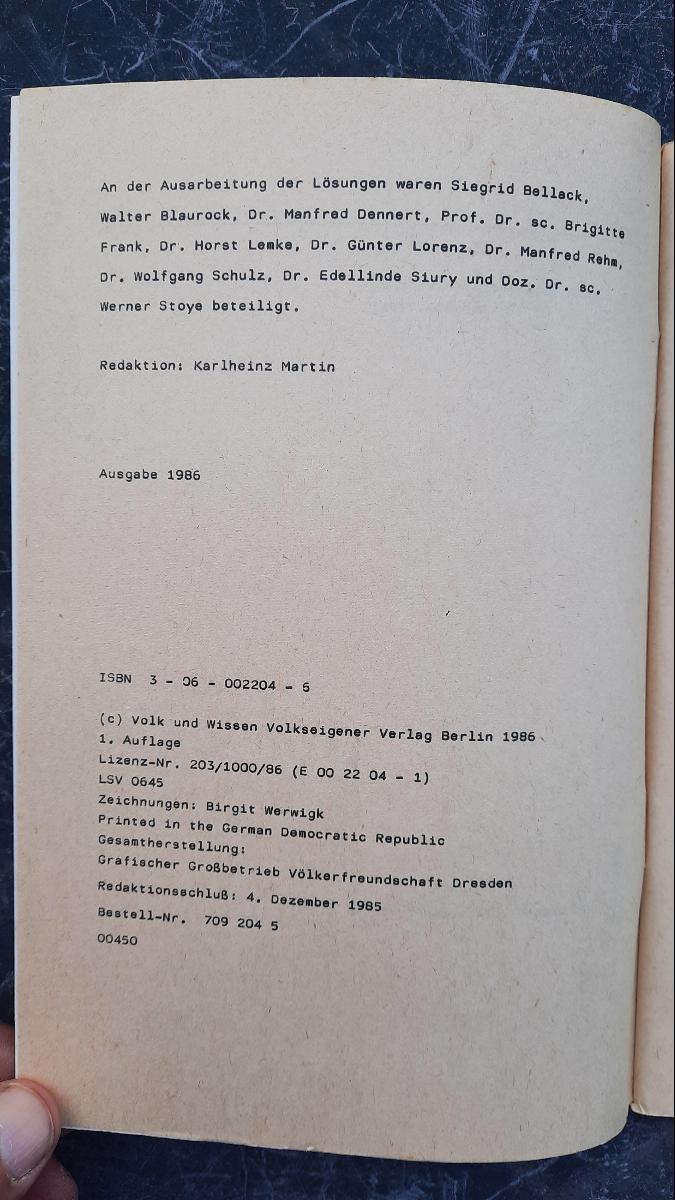 An der Ausarbeitung der Lösungen waren Siegrid Bellack,
Walter Blaurock, Dr. Manfred Dennert, Prof. Dr. sc. Brigitte
Frank, Dr. Horst Lemke, Dr. Günter Lorenz, Dr. Manfred Rehm,
Dr. Wolfgang Schulz, Dr. Edellinde Siury und Doz. Dr. sc.
Werner Stoye beteiligt.
Redaktion: Karlheinz Martin
Ausgabe 1986
ISBN 3 - 06 - 002204 - 6
(c) Volk und Wissen Volkseigener Verlag Berlin 1986
1. Auflage
Lizenz-Nr. 203/1000/86 (E 00 22 04 - 1)
LSV 0645
Zeichnungen: Birgit Werwigk
Printed in the German Democratic Republic
Gesamtherstellung:
Grafischer Großbetrieb Völkerfreundschaft Dresden
Redaktionsschluß: 4. Dezember 1985
Bestell-Nr. 709 204 5
00450